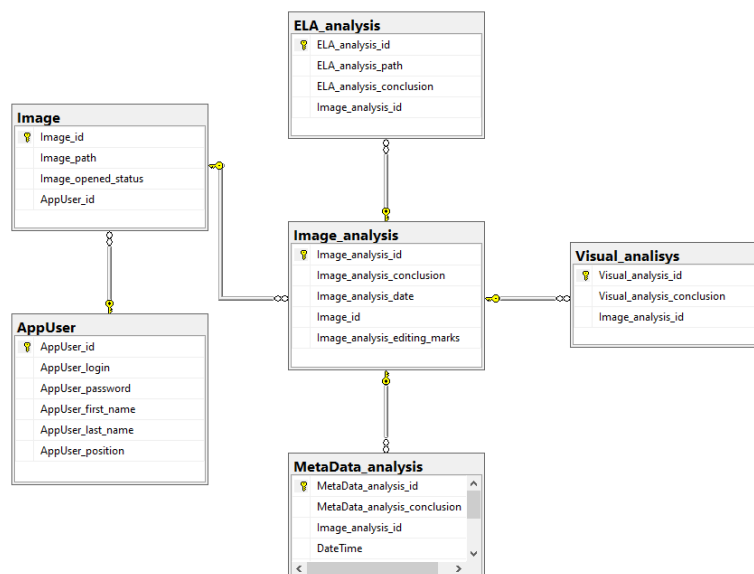 ELA_analysis
ELA_analysis_id
ELA_analysis_path
ELA_analysis_conclusion
Image_analysis_id
Image
Image_id
Image_path
Image_opened_status
AppUser_id
Image_analysis
Image_analysis_id
Image_analysis_conclusion
Image_analysis_date
Image_id
Image_analysis_editing_marks
Visual_analisys
Visual_analysis_id
Visual_analysis_conclusion
Image_analysis_id
AppUser
AppUser_id
AppUser_login
AppUser_password
AppUser_first_name
AppUser_last_name
AppUser_position
MetaData_analysis
MetaData_analysis_id
MetaData_analysis_conclusion
Image_analysis_id
DateTime